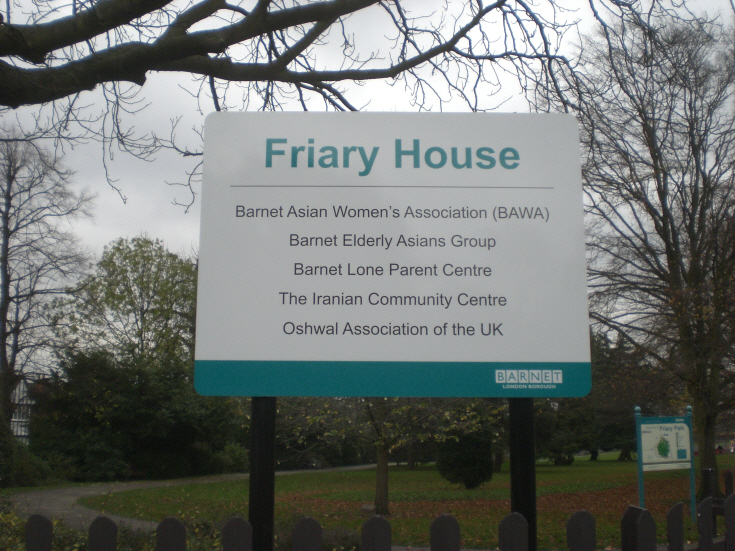 Friary House
Barnet Asian Women's Association (BAWA)
Barnet Elderly Asians Group
Barnet Lone Parent Centre
The Iranian Community Centre
Oshwal Association of the UK
BARNET
LONDON BOROUGH
Friary Park